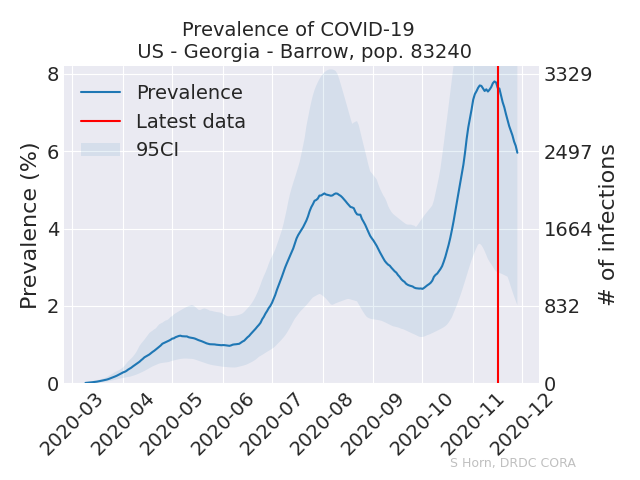 Prevalence of COVID-19
US - Georgia - Barrow, pop. 83240
Prevalence
Latest data
95CI
8
6
4
2
0
Prevalence (%)
3329
2497
1664
832
0
# of infections
2020-03
2020-04
2020-05
2020-06
2020-07
2020-08
2020-09
2020-10
2020-11
2020-12
S Horn, DRDC CORA